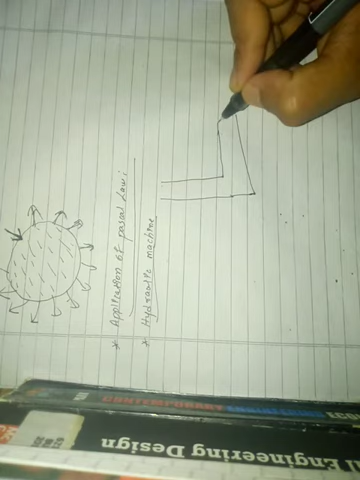 * Application of pascal Law :
* Hydraulic machine
l Engineering Design